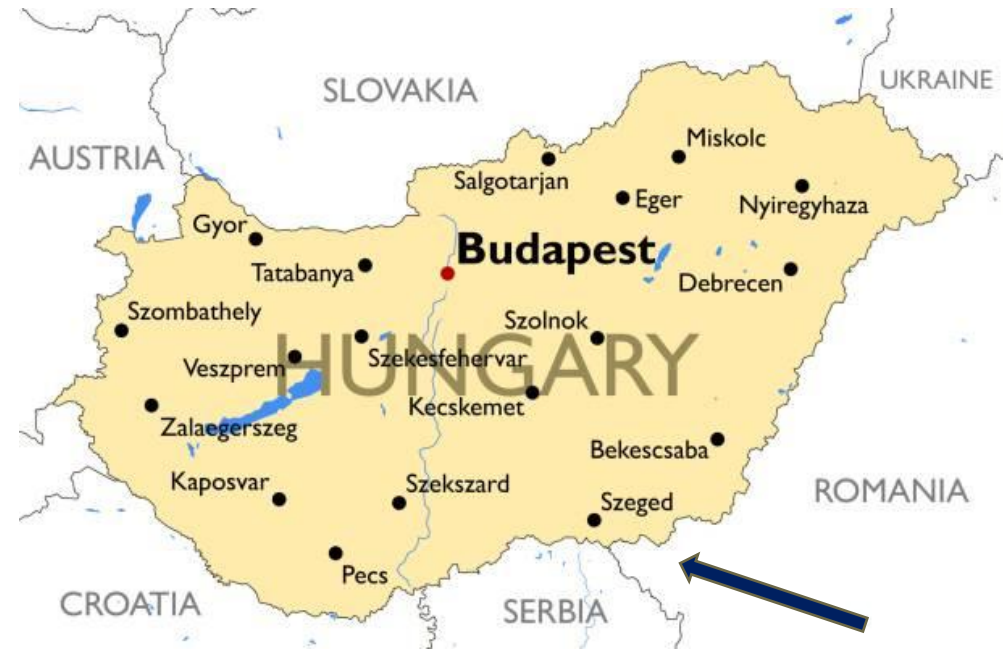 SLOVAKIA
UKRAINE
AUSTRIA
Miskolc
Salgotarjan
Eger
Nyiregyhaza
Gyor
Budapest
Tatabanya
Debrecen
Szombathely
Szolnok
HUNGARY
Veszprem
Szekesfehervar
Kecskemet
Zalaegerszeg
Bekescsaba
Kaposvar
Szekszard
ROMANIA
Szeged
Pecs
CROATIA
SERBIA